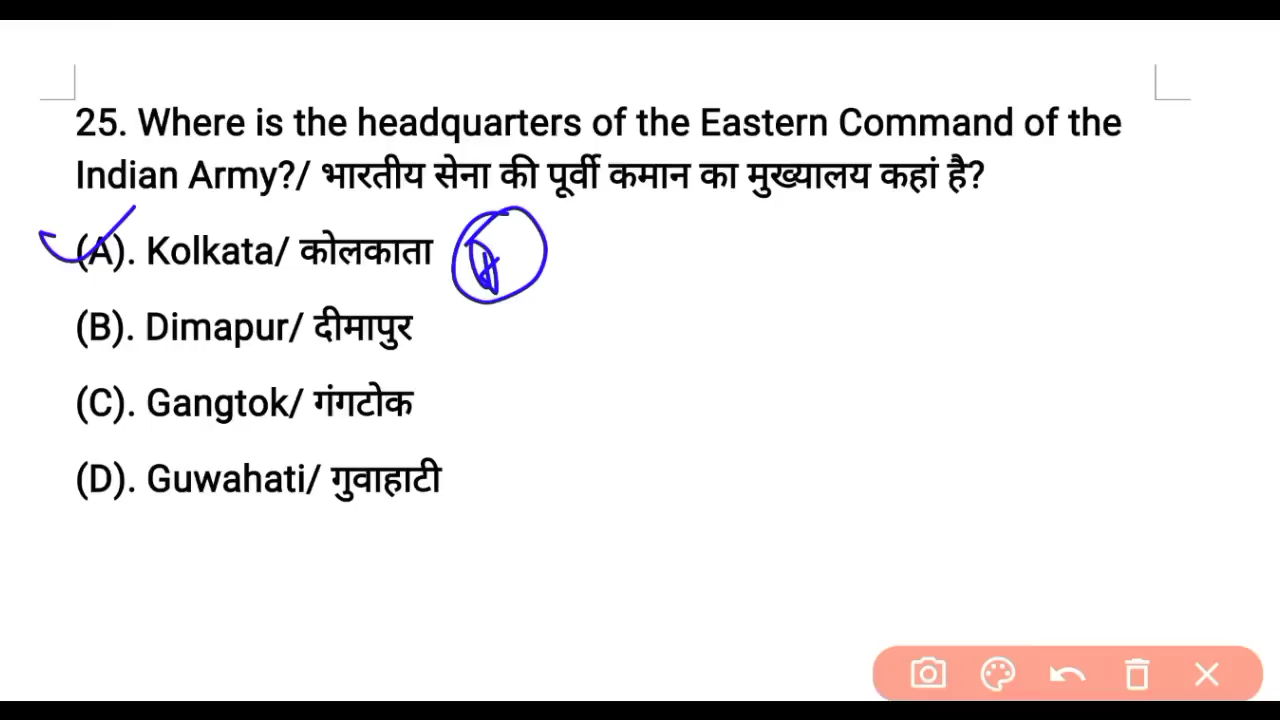 25. Where is the headquarters of the Eastern Command of the
Indian Army?/ भारतीय सेना की पूर्वी कमान का मुख्यालय कहां है?
(A). Kolkata/ कोलकाता
(B). Dimapur/ दीमापुर
(C). Gangtok/ गंगटोक
(D). Guwahati/ गुवाहाटी